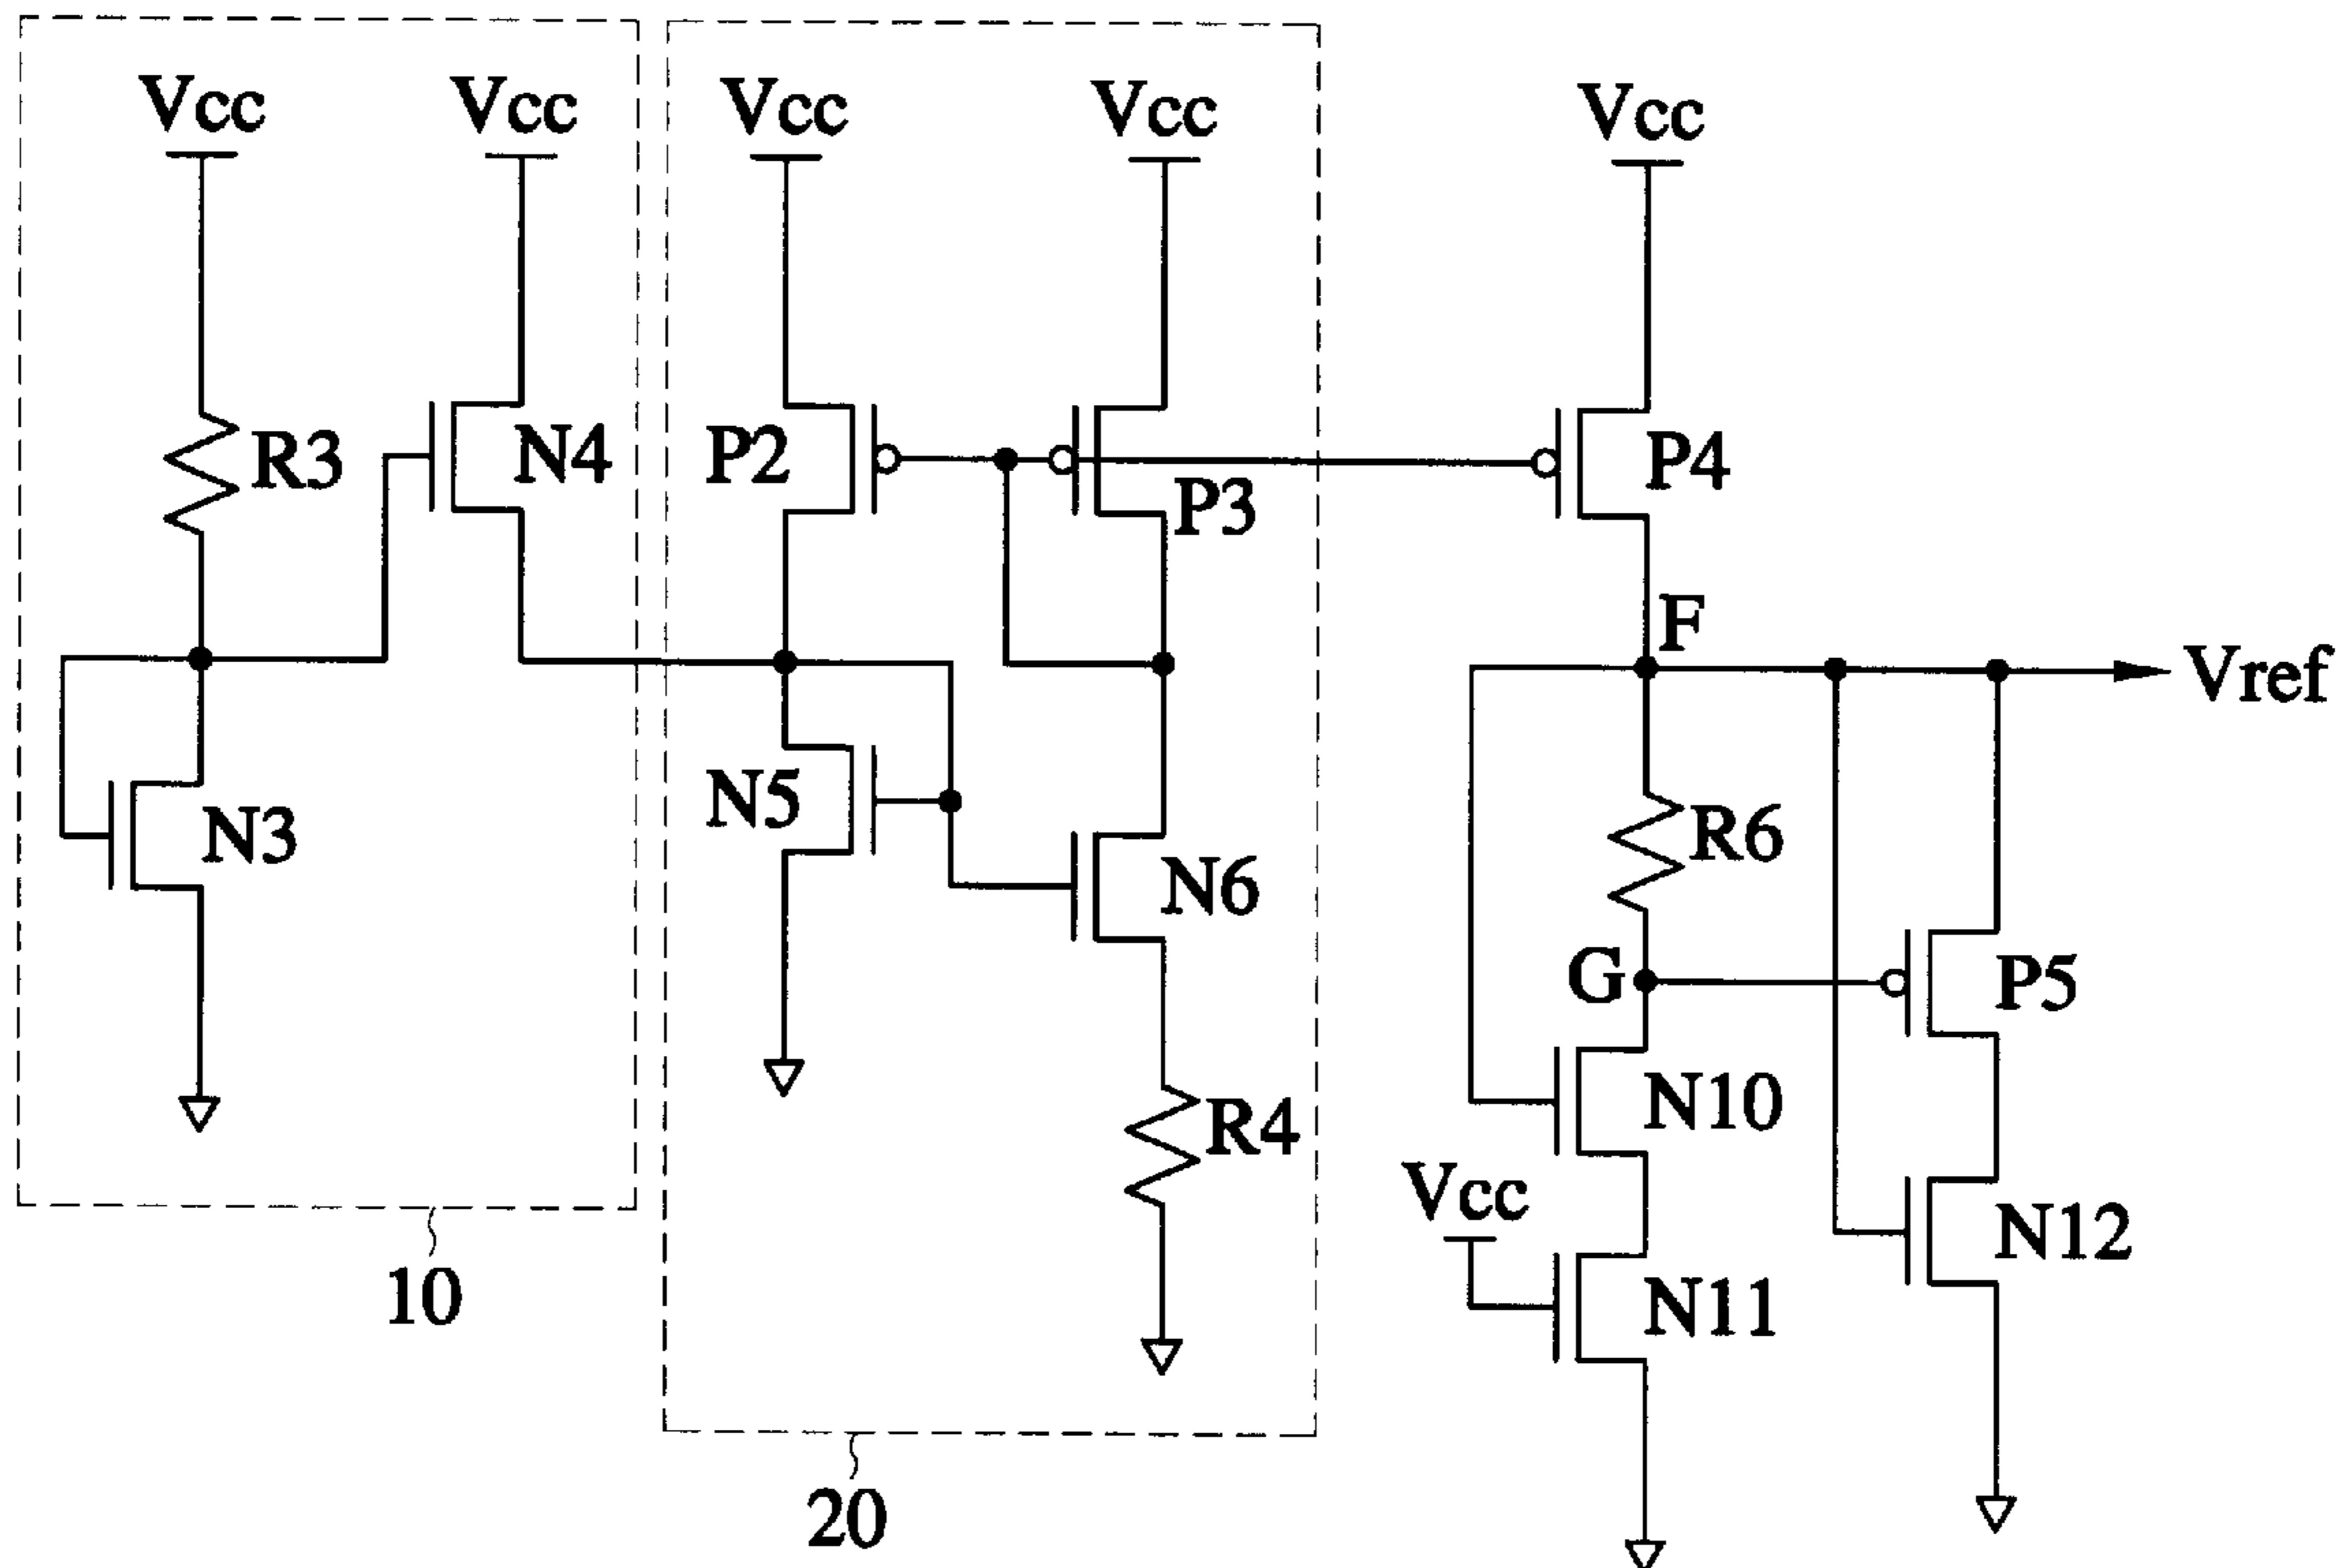 Vcc Vcc Vcc Vcc Vcc
R3 N4 P2 P3 P4
F
Vref
N3 N5 N6 R6
G P5
R4 N10
Vcc
N11 N12
10
20